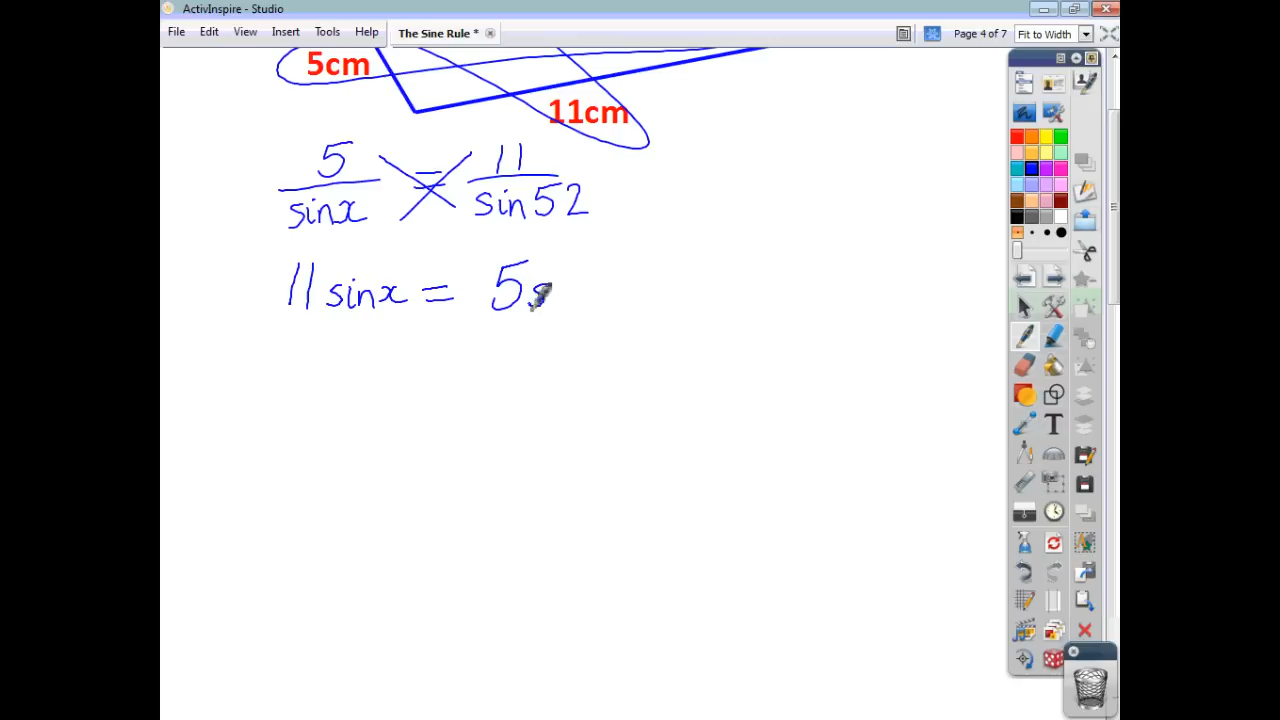 ActivInspire - Studio
File Edit View Insert Tools Help
The Sine Rule *
Page 4 of 7
Fit to Width
5cm
11cm
5 = 11
sinx sin52
11 sinx = 5s